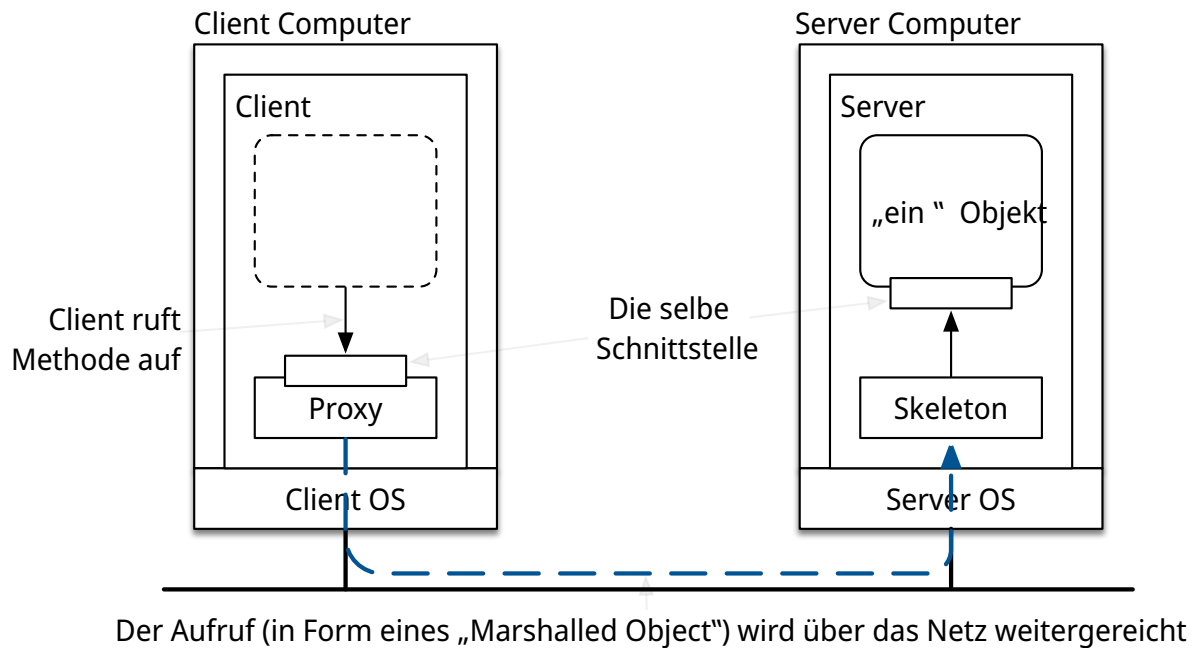 Client Computer
Server Computer
Client
Server
„ein “ Objekt
Client ruft
Methode auf
Die selbe
Schnittstelle
Proxy
Skeleton
Client OS
Server OS
Der Aufruf (in Form eines „Marshalled Object“) wird über das Netz weitergereicht